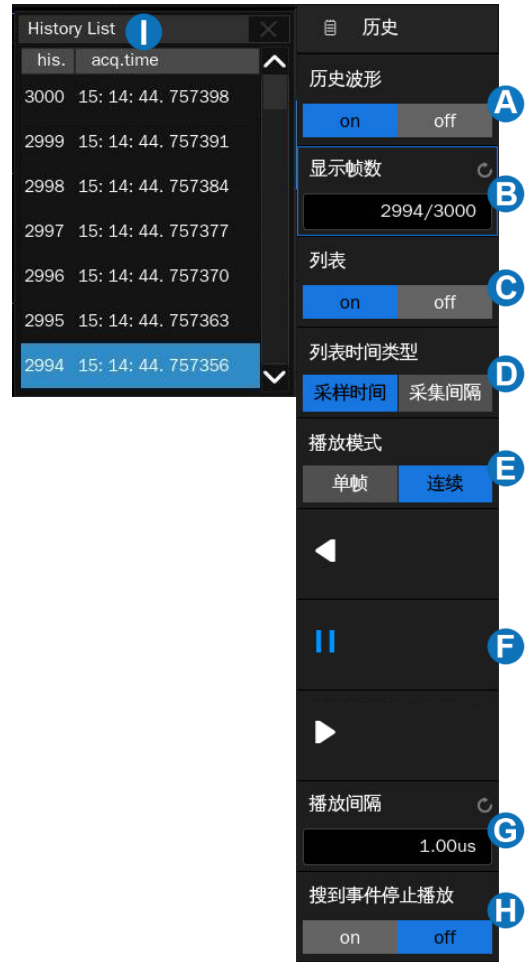 History List I
his. acq.time
3000 15: 14: 44. 757398
2999 15: 14: 44. 757391
2998 15: 14: 44. 757384
2997 15: 14: 44. 757377
2996 15: 14: 44. 757370
2995 15: 14: 44. 757363
2994 15: 14: 44. 757356
历史
历史波形
A
on off
显示帧数
B
2994/3000
列表
C
on off
列表时间类型
D
采样时间 采集间隔
播放模式
E
单帧 连续
F
播放间隔
G
1.00us
搜到事件停止播放
H
on off